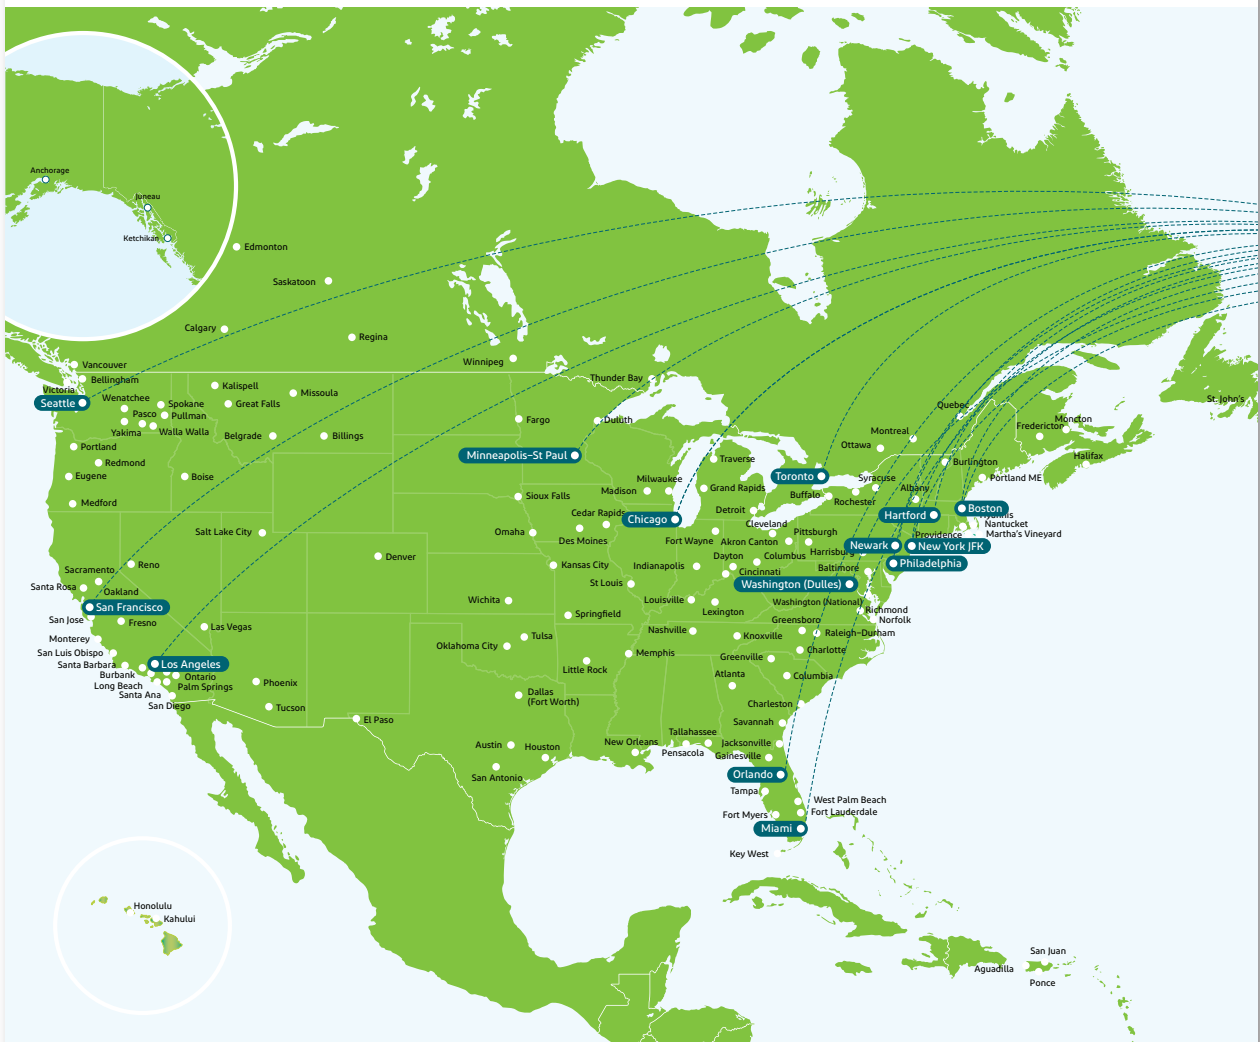 Anchorage
Juneau
Ketchikan
Edmonton
Saskatoon
Calgary
Regina
Winnipeg
Vancouver
Bellingham
Victoria
Seattle
Wenatchee
Spokane
Pasco
Pullman
Yakima
Walla Walla
Kalispell
Great Falls
Missoula
Belgrade
Billings
Portland
Redmond
Eugene
Boise
Medford
Salt Lake City
Reno
Sacramento
Santa Rosa
Oakland
San Francisco
San Jose
Fresno
Monterey
San Luis Obispo
Santa Barbara
Burbank
Long Beach
Los Angeles
Ontario
Palm Springs
Santa Ana
San Diego
Las Vegas
Phoenix
Tucson
El Paso
Denver
Thunder Bay
Fargo
Duluth
Minneapolis-St Paul
Sioux Falls
Omaha
Cedar Rapids
Des Moines
Kansas City
St Louis
Wichita
Springfield
Tulsa
Oklahoma City
Little Rock
Memphis
Dallas
(Fort Worth)
Austin
Houston
San Antonio
New Orleans
Traverse
Milwaukee
Madison
Grand Rapids
Chicago
Detroit
Fort Wayne
Cleveland
Akron Canton
Pittsburgh
Harrisburg
Indianapolis
Dayton
Columbus
Cincinnati
Louisville
Lexington
Nashville
Knoxville
Toronto
Buffalo
Rochester
Syracuse
Albany
Ottawa
Montreal
Quebec
Burlington
Fredericton
Moncton
Halifax
St. John's
Portland ME
Boston
Hartford
Nantucket
Martha's Vineyard
Providence
Newark
New York JFK
Philadelphia
Baltimore
Washington (Dulles)
Washington (National)
Richmond
Norfolk
Greensboro
Raleigh-Durham
Charlotte
Greenville
Columbia
Atlanta
Charleston
Savannah
Tallahassee
Pensacola
Jacksonville
Gainesville
Orlando
Tampa
West Palm Beach
Fort Lauderdale
Fort Myers
Miami
Key West
Honolulu
Kahului
San Juan
Aguadilla
Ponce